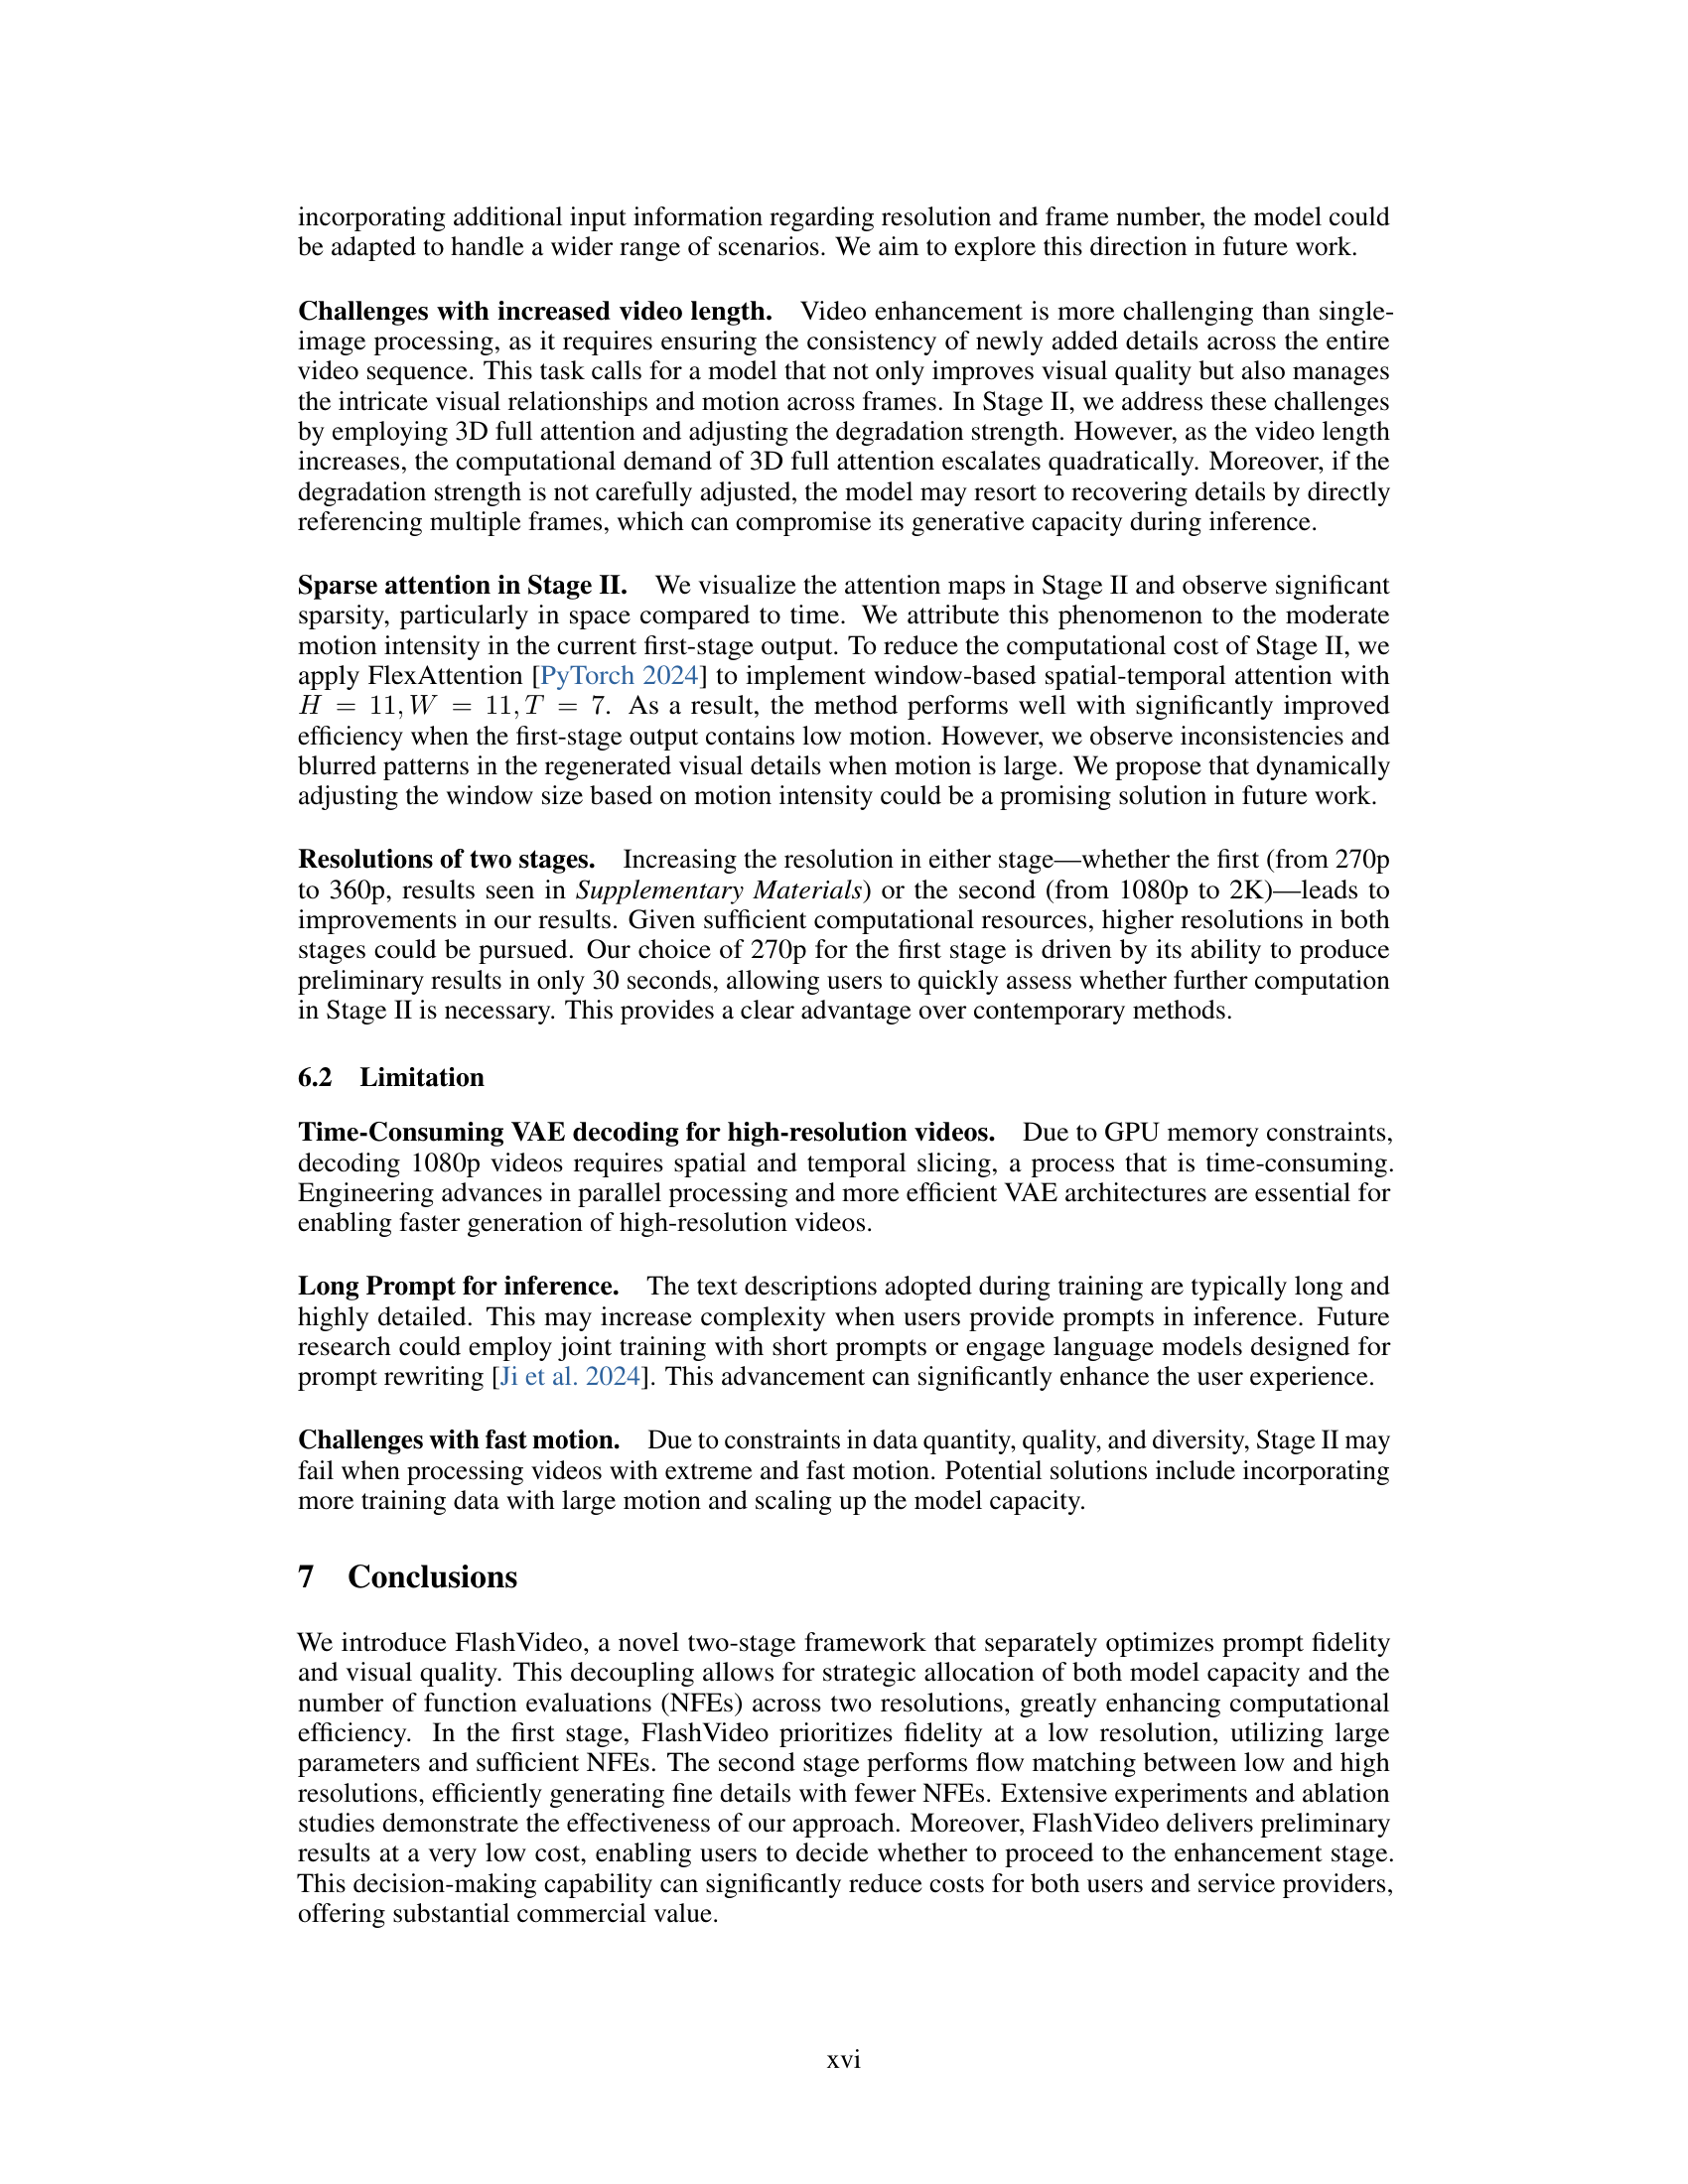 incorporating additional input information regarding resolution and frame number, the model could
be adapted to handle a wider range of scenarios. We aim to explore this direction in future work.
Challenges with increased video length. Video enhancement is more challenging than single-
image processing, as it requires ensuring the consistency of newly added details across the entire
video sequence. This task calls for a model that not only improves visual quality but also manages
the intricate visual relationships and motion across frames. In Stage II, we address these challenges
by employing 3D full attention and adjusting the degradation strength. However, as the video length
increases, the computational demand of 3D full attention escalates quadratically. Moreover, if the
degradation strength is not carefully adjusted, the model may resort to recovering details by directly
referencing multiple frames, which can compromise its generative capacity during inference.
Sparse attention in Stage II. We visualize the attention maps in Stage II and observe significant
sparsity, particularly in space compared to time. We attribute this phenomenon to the moderate
motion intensity in the current first-stage output. To reduce the computational cost of Stage II, we
apply FlexAttention [PyTorch 2024] to implement window-based spatial-temporal attention with
H = 11, W = 11, T = 7. As a result, the method performs well with significantly improved
efficiency when the first-stage output contains low motion. However, we observe inconsistencies and
blurred patterns in the regenerated visual details when motion is large. We propose that dynamically
adjusting the window size based on motion intensity could be a promising solution in future work.
Resolutions of two stages. Increasing the resolution in either stage—whether the first (from 270p
to 360p, results seen in Supplementary Materials) or the second (from 1080p to 2K)—leads to
improvements in our results. Given sufficient computational resources, higher resolutions in both
stages could be pursued. Our choice of 270p for the first stage is driven by its ability to produce
preliminary results in only 30 seconds, allowing users to quickly assess whether further computation
in Stage II is necessary. This provides a clear advantage over contemporary methods.
6.2 Limitation
Time-Consuming VAE decoding for high-resolution videos. Due to GPU memory constraints,
decoding 1080p videos requires spatial and temporal slicing, a process that is time-consuming.
Engineering advances in parallel processing and more efficient VAE architectures are essential for
enabling faster generation of high-resolution videos.
Long Prompt for inference. The text descriptions adopted during training are typically long and
highly detailed. This may increase complexity when users provide prompts in inference. Future
research could employ joint training with short prompts or engage language models designed for
prompt rewriting [Ji et al. 2024]. This advancement can significantly enhance the user experience.
Challenges with fast motion. Due to constraints in data quantity, quality, and diversity, Stage II may
fail when processing videos with extreme and fast motion. Potential solutions include incorporating
more training data with large motion and scaling up the model capacity.
7 Conclusions
We introduce FlashVideo, a novel two-stage framework that separately optimizes prompt fidelity
and visual quality. This decoupling allows for strategic allocation of both model capacity and the
number of function evaluations (NFEs) across two resolutions, greatly enhancing computational
efficiency. In the first stage, FlashVideo prioritizes fidelity at a low resolution, utilizing large
parameters and sufficient NFEs. The second stage performs flow matching between low and high
resolutions, efficiently generating fine details with fewer NFEs. Extensive experiments and ablation
studies demonstrate the effectiveness of our approach. Moreover, FlashVideo delivers preliminary
results at a very low cost, enabling users to decide whether to proceed to the enhancement stage.
This decision-making capability can significantly reduce costs for both users and service providers,
offering substantial commercial value.
xvi